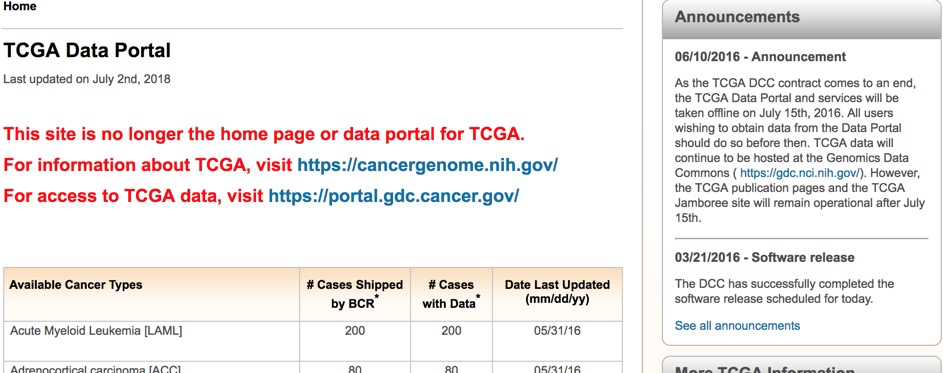 Home
TCGA Data Portal
Last updated on July 2nd, 2018
This site is no longer the home page or data portal for TCGA.
For information about TCGA, visit https://cancergenome.nih.gov/
For access to TCGA data, visit https://portal.gdc.cancer.gov/
Available Cancer Types # Cases Shipped by BCR* # Cases with Data* Date Last Updated (mm/dd/yy)
Acute Myeloid Leukemia [LAML] 200 200 05/31/16
Adrenocortical carcinoma [ACC] 80 80 05/31/16
Announcements
06/10/2016 - Announcement
As the TCGA DCC contract comes to an end,
the TCGA Data Portal and services will be
taken offline on July 15th, 2016. All users
wishing to obtain data from the Data Portal
should do so before then. TCGA data will
continue to be hosted at the Genomics Data
Commons ( https://gdc.nci.nih.gov/). However,
the TCGA publication pages and the TCGA
Jamboree site will remain operational after July
15th.
03/21/2016 - Software release
The DCC has successfully completed the
software release scheduled for today.
See all announcements
More TCGA Information